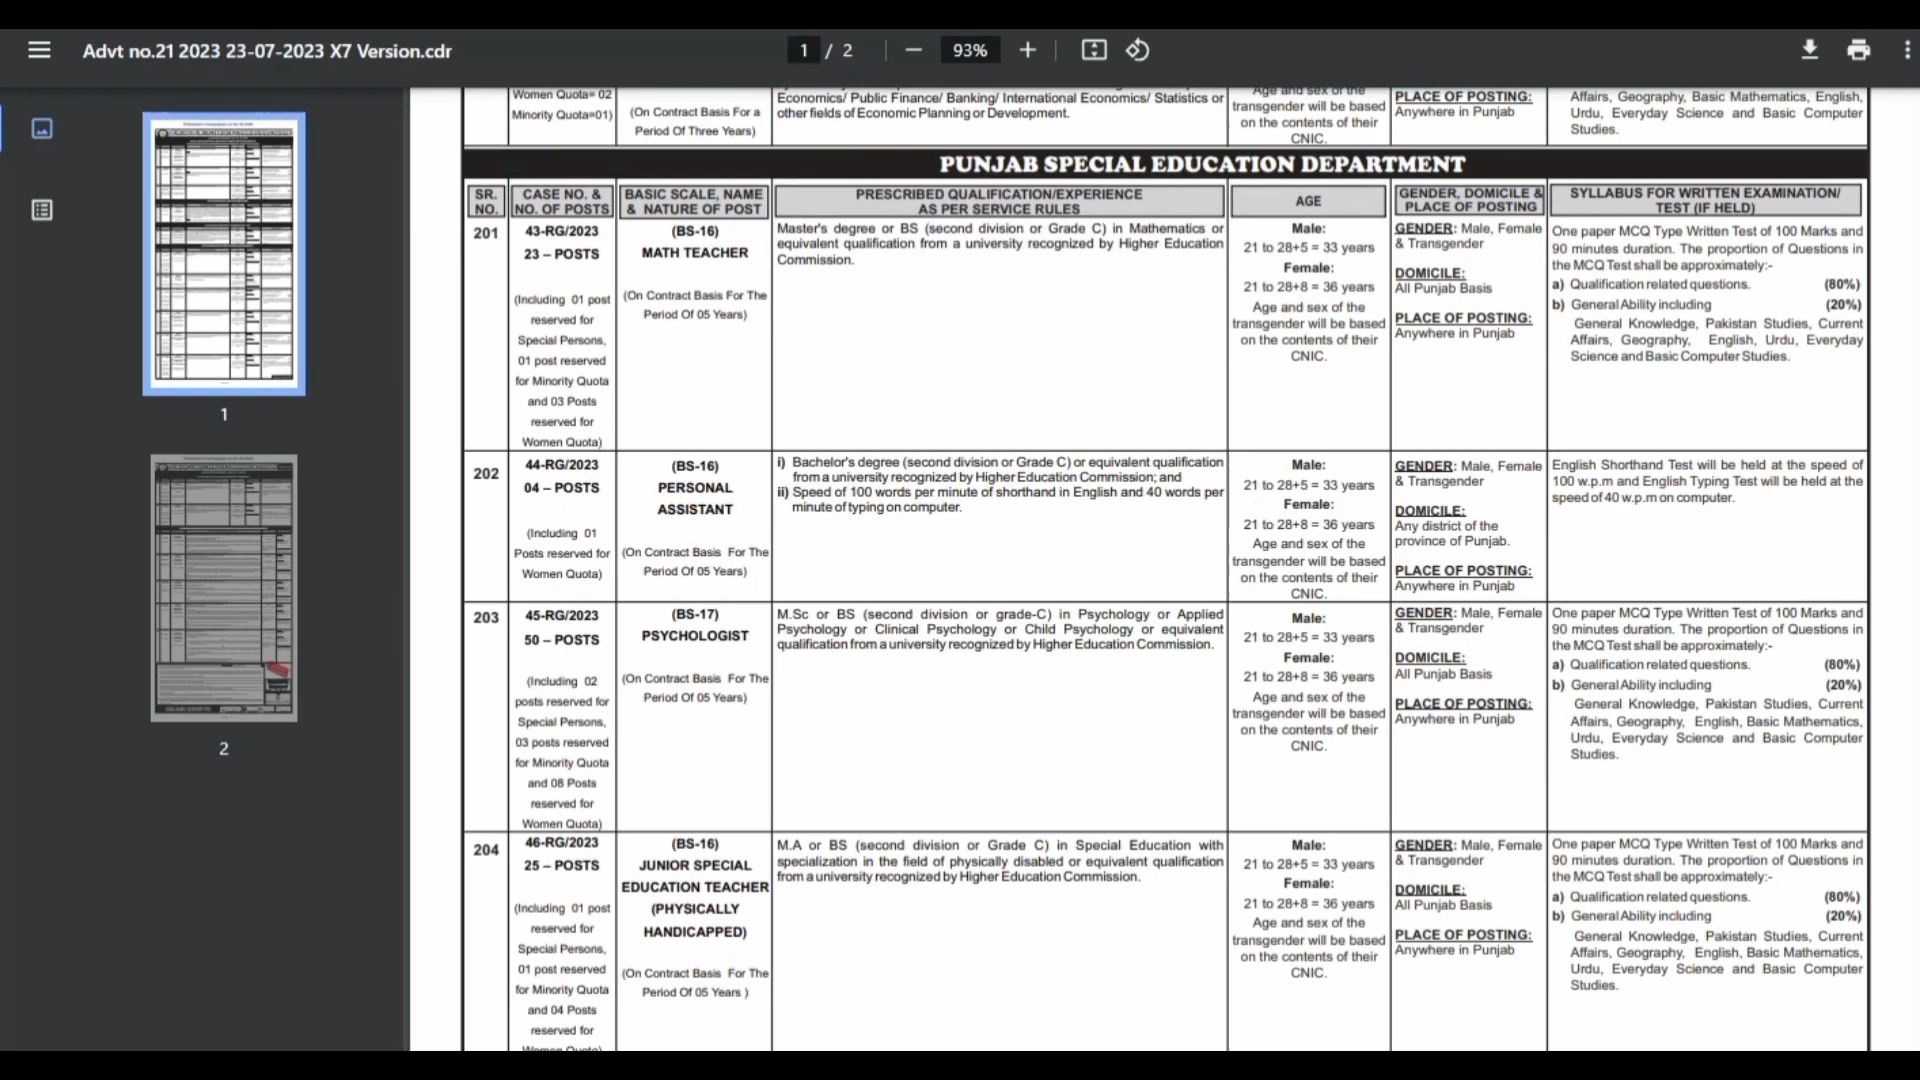 Advt no.21 2023 23-07-2023 X7 Version.cdr
1 / 2
93%
1
2
Women Quota= 02
Minority Quota=01)
(On Contract Basis For a
Period Of Three Years)
Economics/ Public Finance/ Banking/ International Economics/ Statistics or
other fields of Economic Planning or Development.
Age and sex of the
transgender will be based
on the contents of their
CNIC.
PLACE OF POSTING:
Anywhere in Punjab
Affairs, Geography, Basic Mathematics, English,
Urdu, Everyday Science and Basic Computer
Studies.
PUNJAB SPECIAL EDUCATION DEPARTMENT
SR.
NO.
CASE NO. &
NO. OF POSTS
BASIC SCALE, NAME
& NATURE OF POST
PRESCRIBED QUALIFICATION/EXPERIENCE
AS PER SERVICE RULES
AGE
GENDER, DOMICILE &
PLACE OF POSTING
SYLLABUS FOR WRITTEN EXAMINATION/
TEST (IF HELD)
201
43-RG/2023
23 – POSTS
(Including 01 post
reserved for
Special Persons,
01 post reserved
for Minority Quota
and 03 Posts
reserved for
Women Quota)
(BS-16)
MATH TEACHER
(On Contract Basis For The
Period Of 05 Years)
Master's degree or BS (second division or Grade C) in Mathematics or
equivalent qualification from a university recognized by Higher Education
Commission.
Male:
21 to 28+5 = 33 years
Female:
21 to 28+8 = 36 years
Age and sex of the
transgender will be based
on the contents of their
CNIC.
GENDER: Male, Female
& Transgender
DOMICILE:
All Punjab Basis
PLACE OF POSTING:
Anywhere in Punjab
One paper MCQ Type Written Test of 100 Marks and
90 minutes duration. The proportion of Questions in
the MCQ Test shall be approximately:-
a) Qualification related questions. (80%)
b) General Ability including (20%)
General Knowledge, Pakistan Studies, Current
Affairs, Geography, English, Urdu, Everyday
Science and Basic Computer Studies.
202
44-RG/2023
04 – POSTS
(Including 01
Posts reserved for
Women Quota)
(BS-16)
PERSONAL
ASSISTANT
(On Contract Basis For The
Period Of 05 Years)
i) Bachelor's degree (second division or Grade C) or equivalent qualification
from a university recognized by Higher Education Commission; and
ii) Speed of 100 words per minute of shorthand in English and 40 words per
minute of typing on computer.
Male:
21 to 28+5 = 33 years
Female:
21 to 28+8 = 36 years
Age and sex of the
transgender will be based
on the contents of their
CNIC.
GENDER: Male, Female
& Transgender
DOMICILE:
Any district of the
province of Punjab.
PLACE OF POSTING:
Anywhere in Punjab
English Shorthand Test will be held at the speed of
100 w.p.m and English Typing Test will be held at the
speed of 40 w.p.m on computer.
203
45-RG/2023
50 – POSTS
(Including 02
posts reserved for
Special Persons,
03 posts reserved
for Minority Quota
and 08 Posts
reserved for
Women Quota)
(BS-17)
PSYCHOLOGIST
(On Contract Basis For The
Period Of 05 Years)
M.Sc or BS (second division or grade-C) in Psychology or Applied
Psychology or Clinical Psychology or Child Psychology or equivalent
qualification from a university recognized by Higher Education Commission.
Male:
21 to 28+5 = 33 years
Female:
21 to 28+8 = 36 years
Age and sex of the
transgender will be based
on the contents of their
CNIC.
GENDER: Male, Female
& Transgender
DOMICILE:
All Punjab Basis
PLACE OF POSTING:
Anywhere in Punjab
One paper MCQ Type Written Test of 100 Marks and
90 minutes duration. The proportion of Questions in
the MCQ Test shall be approximately:-
a) Qualification related questions. (80%)
b) General Ability including (20%)
General Knowledge, Pakistan Studies, Current
Affairs, Geography, English, Basic Mathematics,
Urdu, Everyday Science and Basic Computer
Studies.
204
46-RG/2023
25 – POSTS
(Including 01 post
reserved for
Special Persons,
01 post reserved
for Minority Quota
and 04 Posts
reserved for
Women Quota)
(BS-16)
JUNIOR SPECIAL
EDUCATION TEACHER
(PHYSICALLY
HANDICAPPED)
(On Contract Basis For The
Period Of 05 Years )
M.A or BS (second division or Grade C) in Special Education with
specialization in the field of physically disabled or equivalent qualification
from a university recognized by Higher Education Commission.
Male:
21 to 28+5 = 33 years
Female:
21 to 28+8 = 36 years
Age and sex of the
transgender will be based
on the contents of their
CNIC.
GENDER: Male, Female
& Transgender
DOMICILE:
All Punjab Basis
PLACE OF POSTING:
Anywhere in Punjab
One paper MCQ Type Written Test of 100 Marks and
90 minutes duration. The proportion of Questions in
the MCQ Test shall be approximately:-
a) Qualification related questions. (80%)
b) General Ability including (20%)
General Knowledge, Pakistan Studies, Current
Affairs, Geography, English, Basic Mathematics,
Urdu, Everyday Science and Basic Computer
Studies.